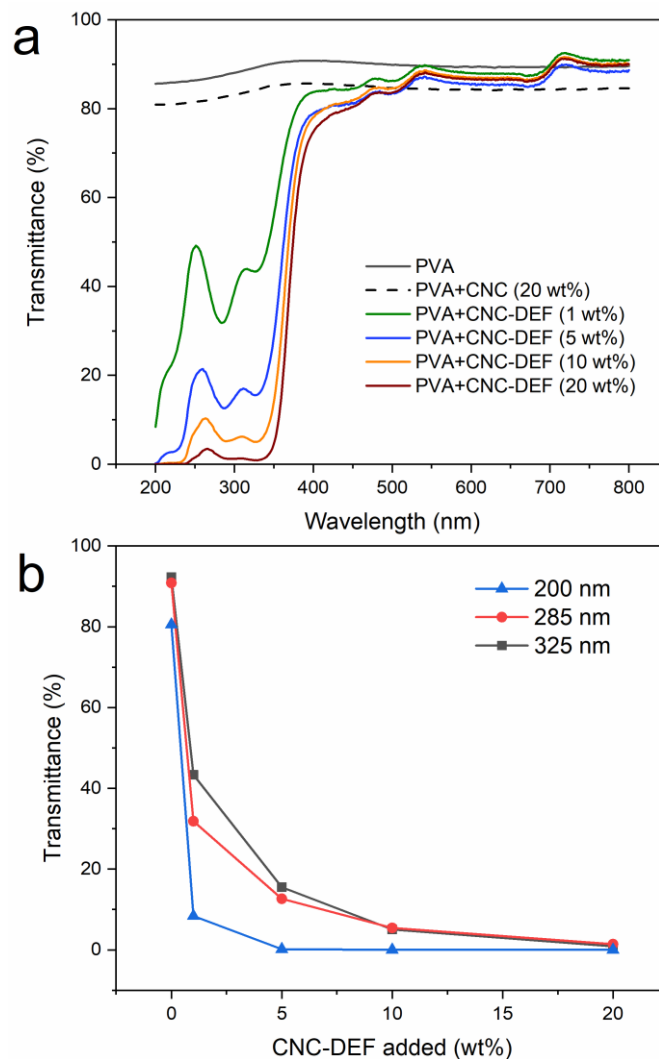 a
100
80
60
40
20
0
Transmittance (%)
PVA
PVA+CNC (20 wt%)
PVA+CNC-DEF (1 wt%)
PVA+CNC-DEF (5 wt%)
PVA+CNC-DEF (10 wt%)
PVA+CNC-DEF (20 wt%)
200 300 400 500 600 700 800
Wavelength (nm)
b
100
80
60
40
20
0
Transmittance (%)
200 nm
285 nm
325 nm
0 5 10 15 20
CNC-DEF added (wt%)